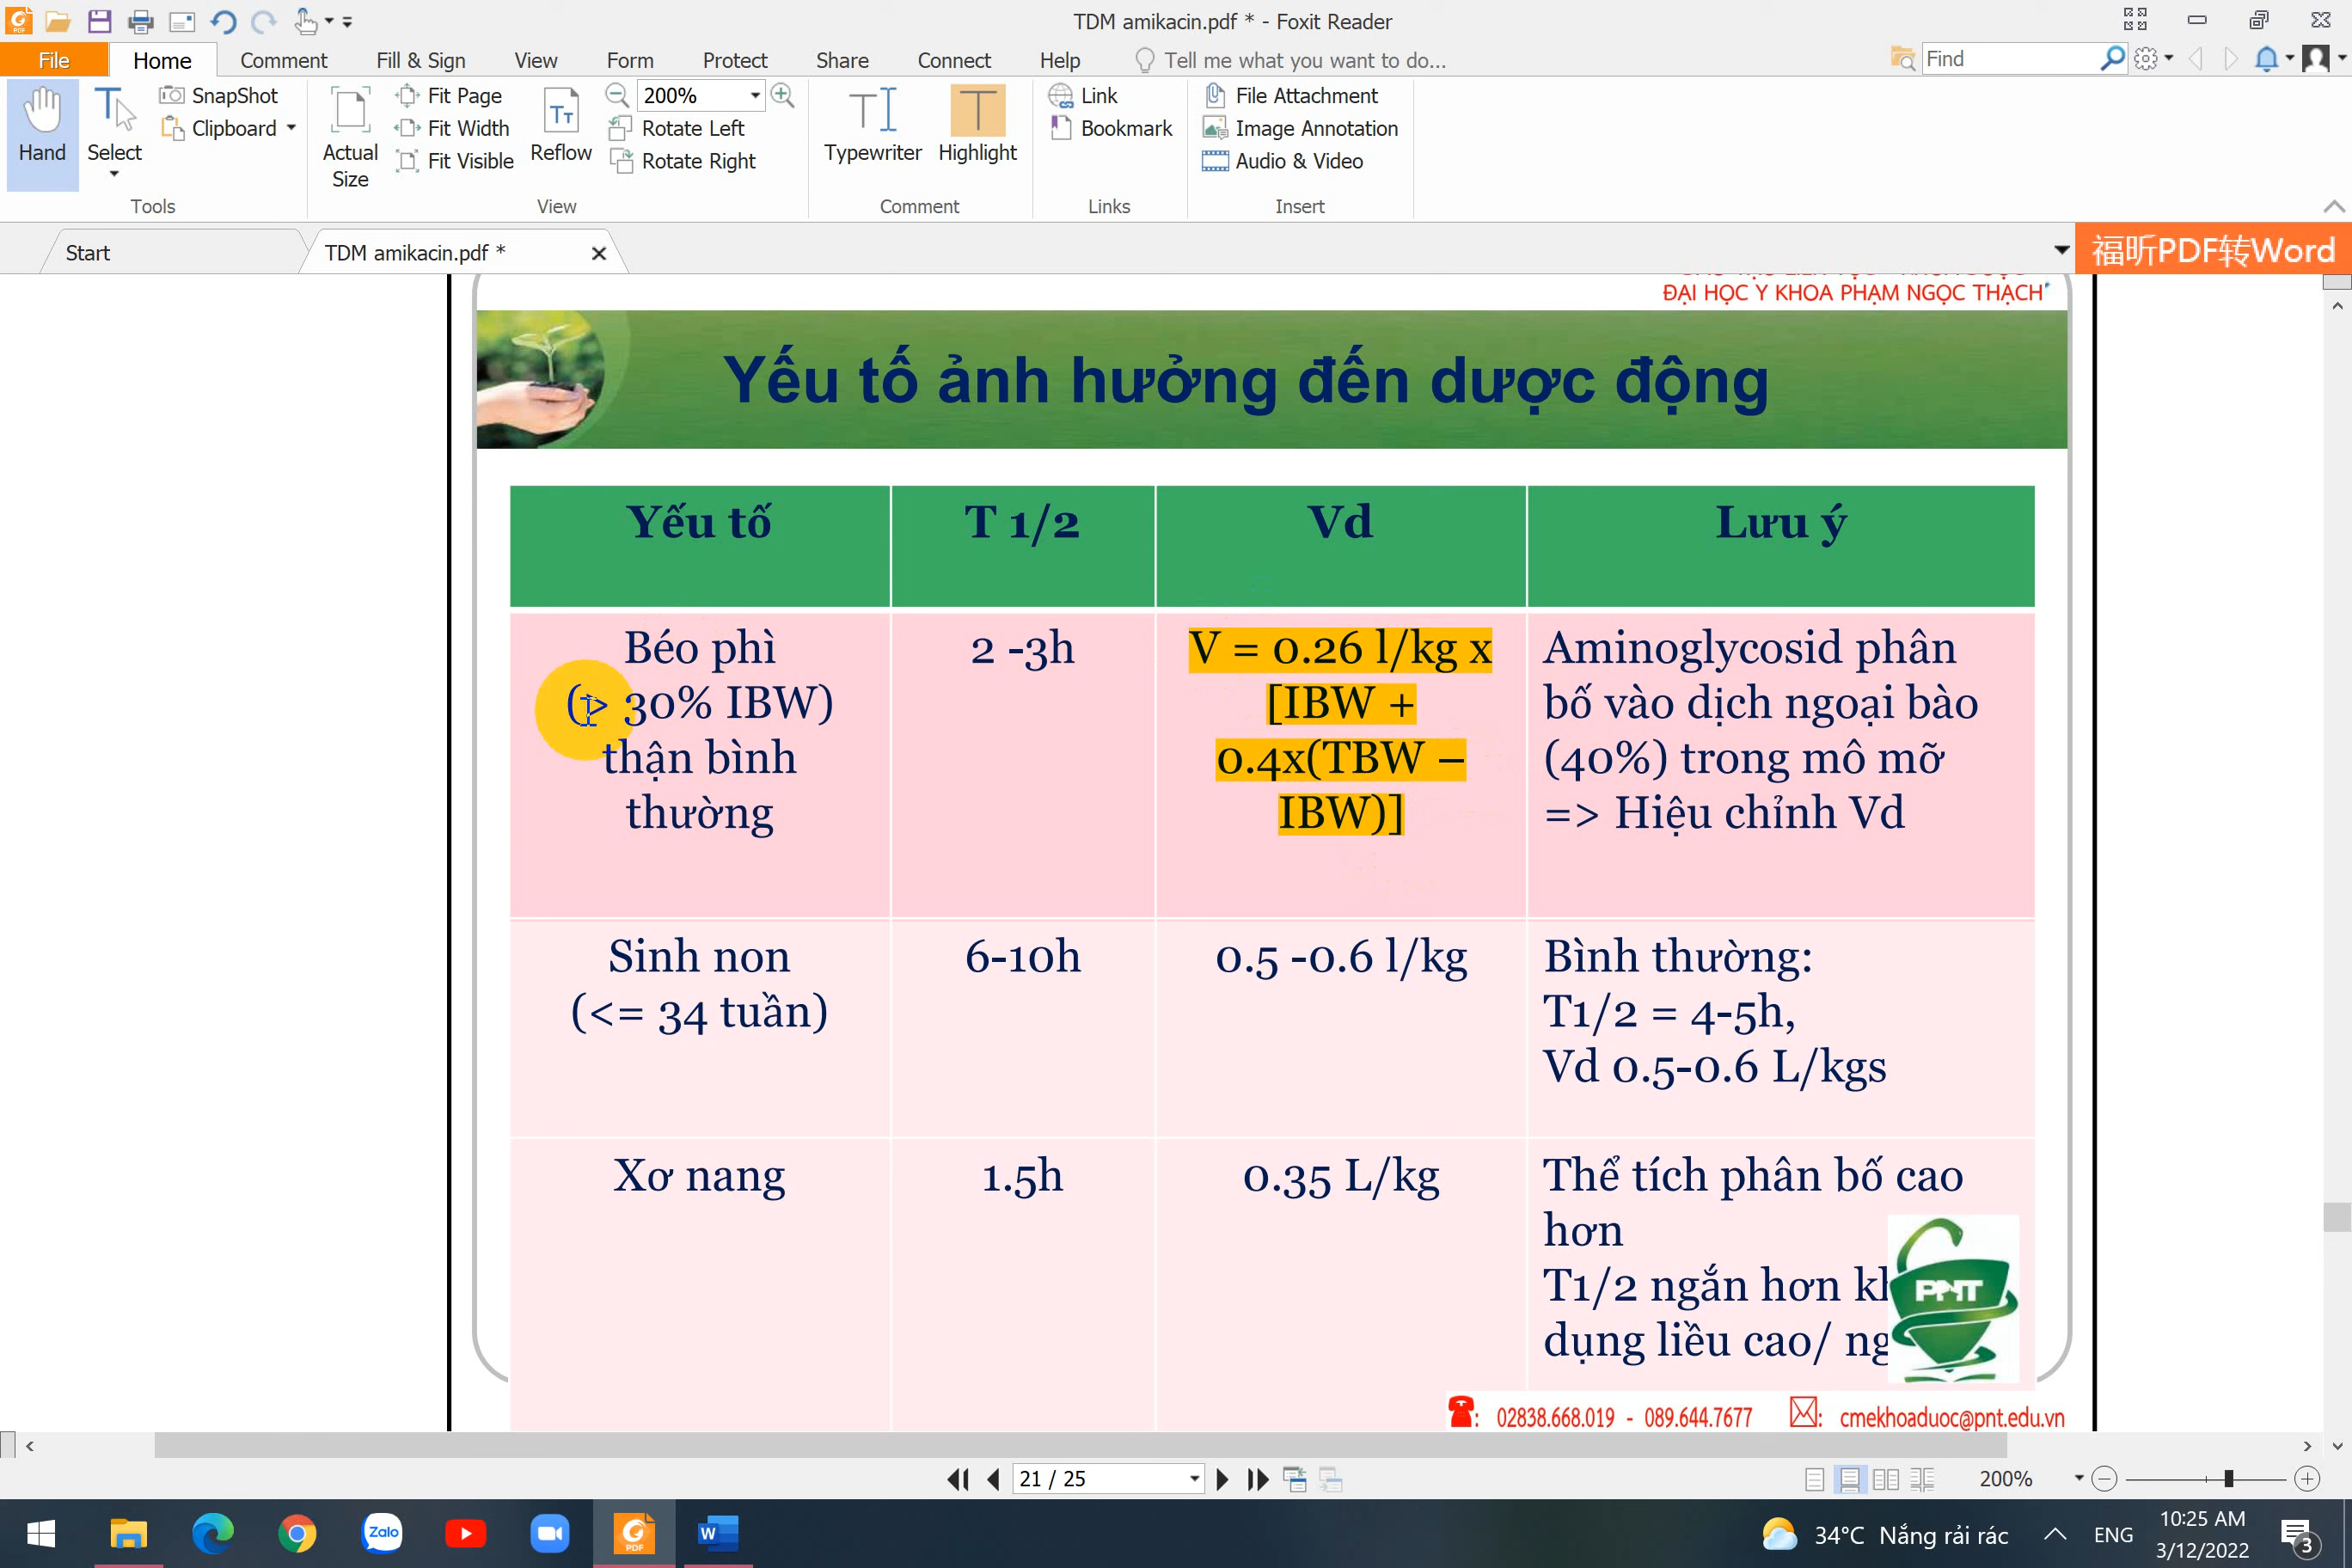 TDM amikacin.pdf * - Foxit Reader
File
Home
Comment
Fill & Sign
View
Form
Protect
Share
Connect
Help
Tell me what you want to do...
Find
Hand
Select
SnapShot
Clipboard
Actual
Size
Fit Page
Fit Width
Fit Visible
Reflow
200%
Rotate Left
Rotate Right
Typewriter
Highlight
Link
Bookmark
File Attachment
Image Annotation
Audio & Video
Tools
View
Comment
Links
Insert
Start
TDM amikacin.pdf *
福昕PDF转Word
ĐẠI HỌC Y KHOA PHẠM NGỌC THẠCH
Yếu tố ảnh hưởng đến dược động
Yếu tố
T 1/2
Vd
Lưu ý
Béo phì
(> 30% IBW)
thận bình
thường
2 -3h
V = 0.26 l/kg x
[IBW +
0.4x(TBW –
IBW)]
Aminoglycosid phân
bố vào dịch ngoại bào
(40%) trong mô mỡ
=> Hiệu chỉnh Vd
Sinh non
(<= 34 tuần)
6-10h
0.5 -0.6 l/kg
Bình thường:
T1/2 = 4-5h,
Vd 0.5-0.6 L/kgs
Xơ nang
1.5h
0.35 L/kg
Thể tích phân bố cao
hơn
T1/2 ngắn hơn
dụng liều cao/
PNT
: 02838.668.019 - 089.644.7677
: cmekhoaduoc@pnt.edu.vn
21 / 25
200%
Zalo
PDF
W
34°C Nắng rải rác
ENG
10:25 AM
3/12/2022
3